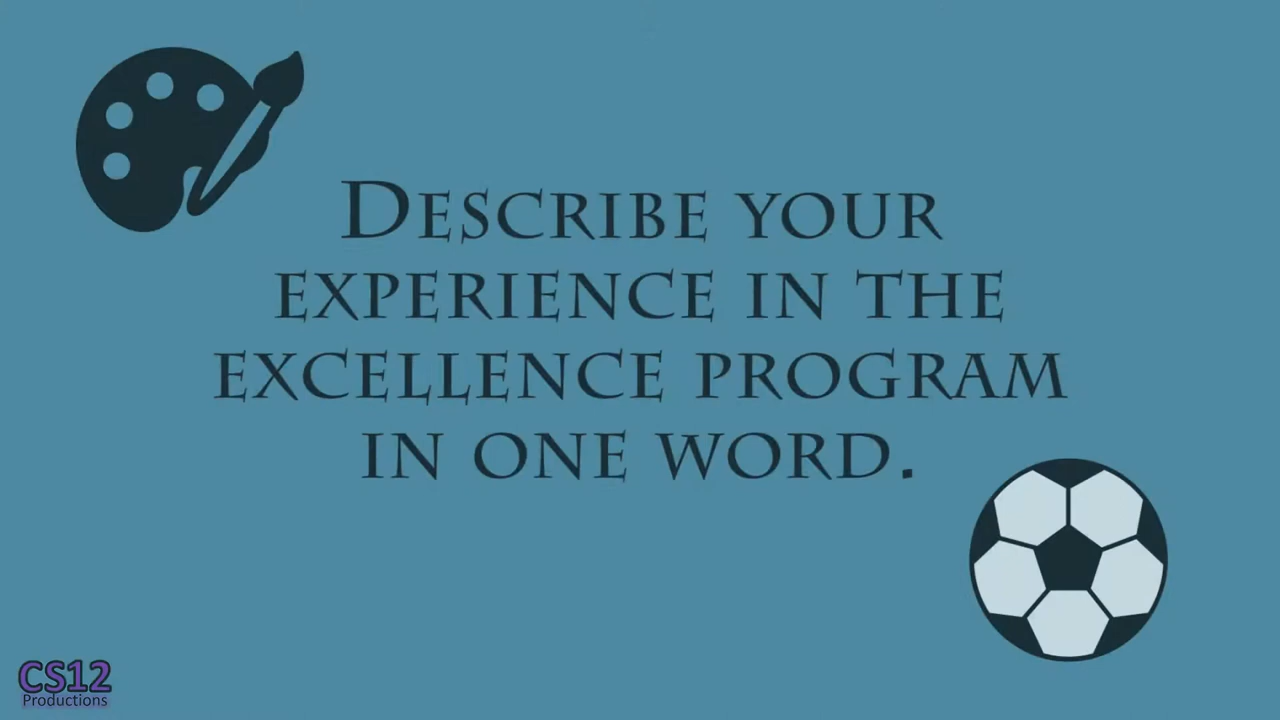 Describe your
experience in the
excellence program
in one word.
CS12
Productions